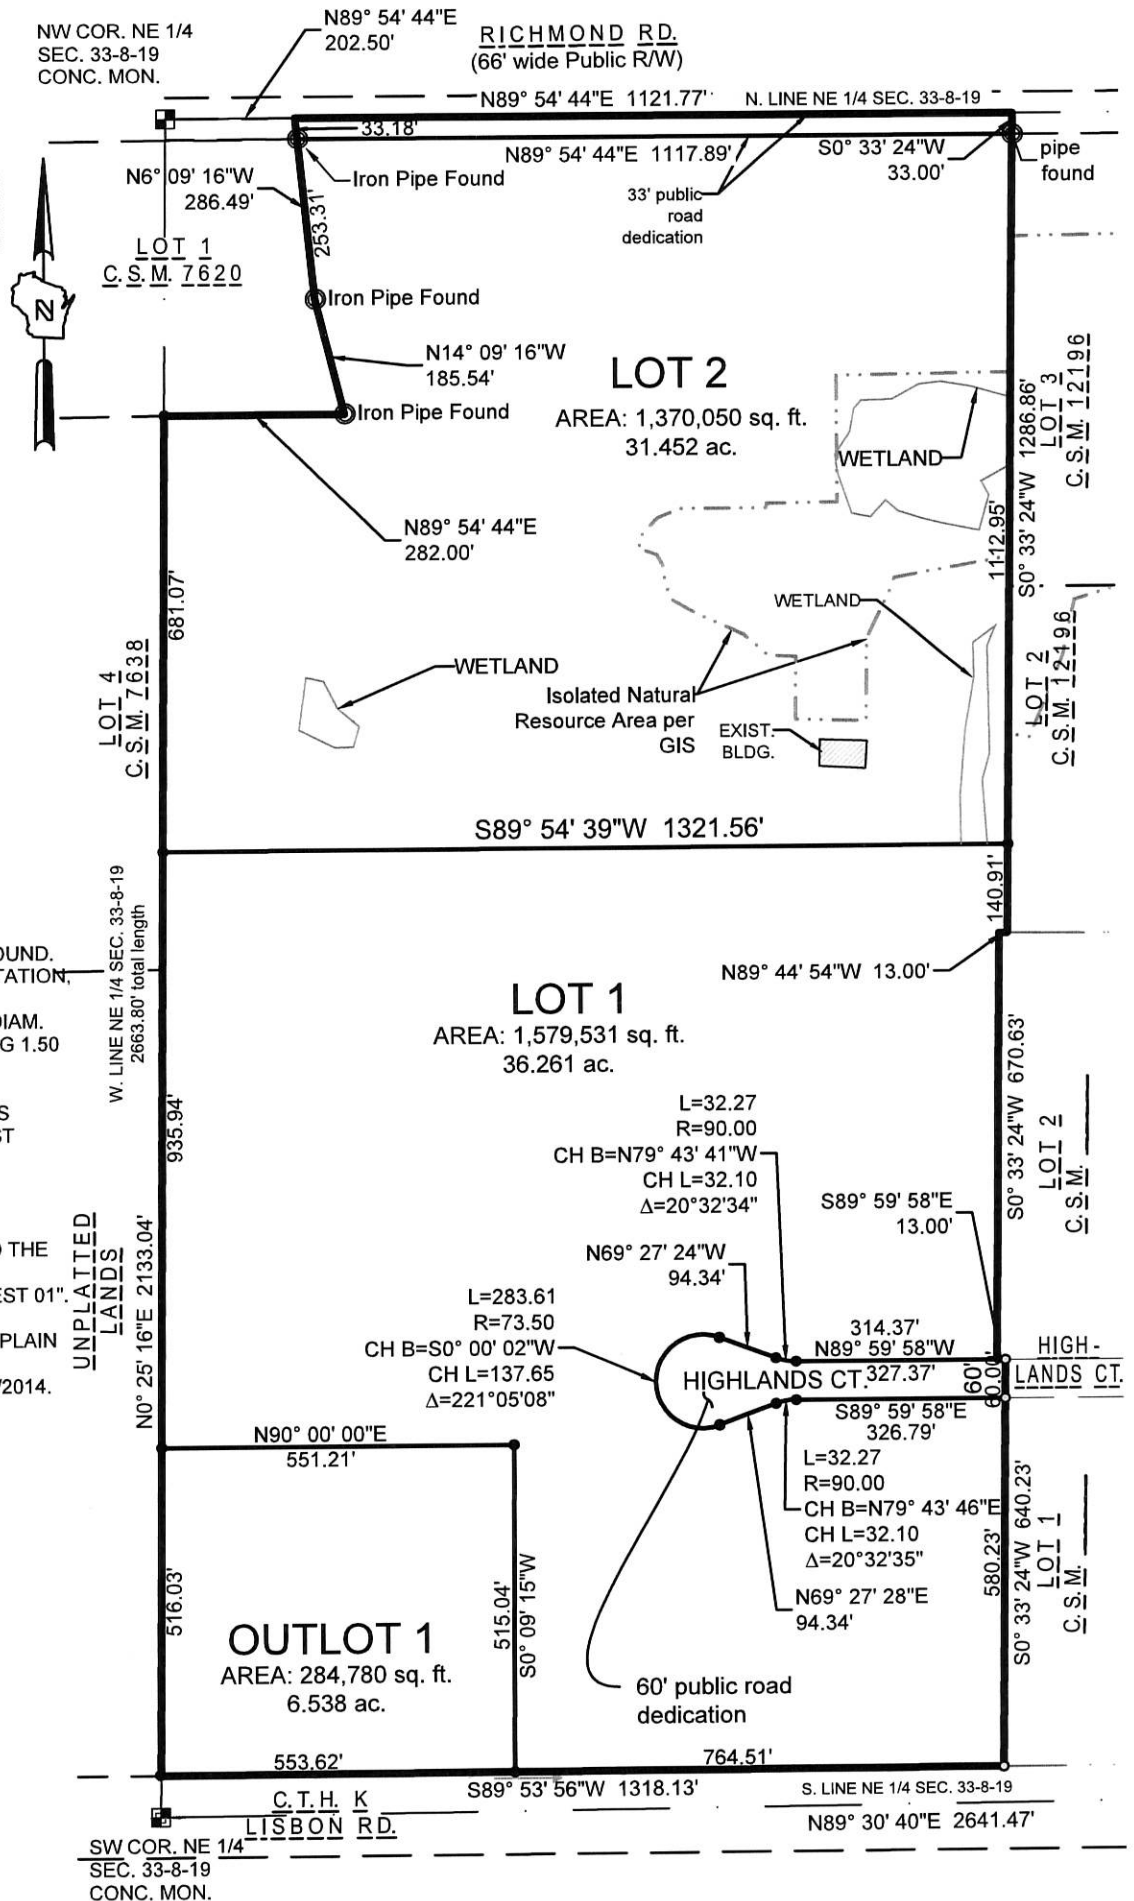 NW COR. NE 1/4
SEC. 33-8-19
CONC. MON.
N89° 54' 44"E
202.50'
RICHMOND RD.
(66' wide Public R/W)
N89° 54' 44"E 1121.77'
N. LINE NE 1/4 SEC. 33-8-19
33.18'
N89° 54' 44"E 1117.89'
S0° 33' 24"W
33.00'
pipe
found
Iron Pipe Found
N6° 09' 16"W
286.49'
253.31'
33' public
road
dedication
LOT 1
C.S.M. 7620
N
Iron Pipe Found
N14° 09' 16"W
185.54'
LOT 2
AREA: 1,370,050 sq. ft.
31.452 ac.
Iron Pipe Found
WETLAND
1112.95'
S0° 33' 24"W 1286.86'
LOT 3
C.S.M. 12196
N89° 54' 44"E
282.00'
681.07'
LOT 4
C.S.M. 7638
WETLAND
WETLAND
Isolated Natural
Resource Area per
GIS
EXIST.
BLDG.
LOT 2
C.S.M. 12496
S89° 54' 39"W 1321.56'
140.91'
OUND.
TATION,
DIAM.
G 1.50
S
ST
O THE
EST 01".
PLAIN
/2014.
W. LINE NE 1/4 SEC. 33-8-19
2663.80' total length
N89° 44' 54"W 13.00'
LOT 1
AREA: 1,579,531 sq. ft.
36.261 ac.
935.94'
S0° 33' 24"W 670.63'
LOT 2
C.S.M.
L=32.27
R=90.00
CH B=N79° 43' 41"W
CH L=32.10
Δ=20°32'34"
S89° 59' 58"E
13.00'
UNPLATTED
LANDS
N0° 25' 16"E 2133.04'
N69° 27' 24"W
94.34'
L=283.61
R=73.50
CH B=S0° 00' 02"W
CH L=137.65
Δ=221°05'08"
314.37'
N89° 59' 58"W
327.37'
HIGHLANDS CT.
60'
60.00'
HIGH-
LANDS CT.
S89° 59' 58"E
326.79'
N90° 00' 00"E
551.21'
L=32.27
R=90.00
CH B=N79° 43' 46"E
CH L=32.10
Δ=20°32'35"
N69° 27' 28"E
94.34'
580.23'
S0° 33' 24"W 640.23'
LOT 1
C.S.M.
516.03'
515.04'
S0° 09' 15"W
OUTLOT 1
AREA: 284,780 sq. ft.
6.538 ac.
60' public road
dedication
553.62'
764.51'
S89° 53' 56"W 1318.13'
S. LINE NE 1/4 SEC. 33-8-19
C.T.H. K
LISBON RD.
N89° 30' 40"E 2641.47'
SW COR. NE 1/4
SEC. 33-8-19
CONC. MON.